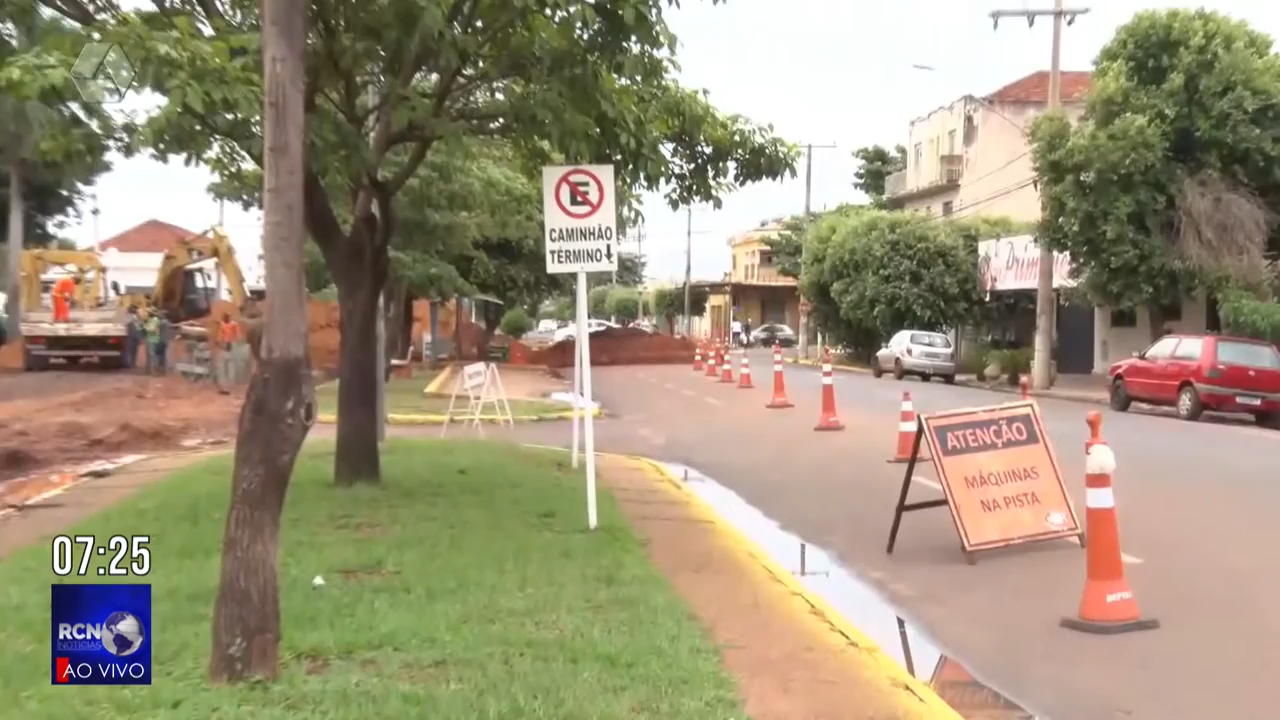 E
CAMINHÃO
TÉRMINO
ATENÇÃO
MÁQUINAS
NA PISTA
07:25
RCN
NOTÍCIAS
AO VIVO